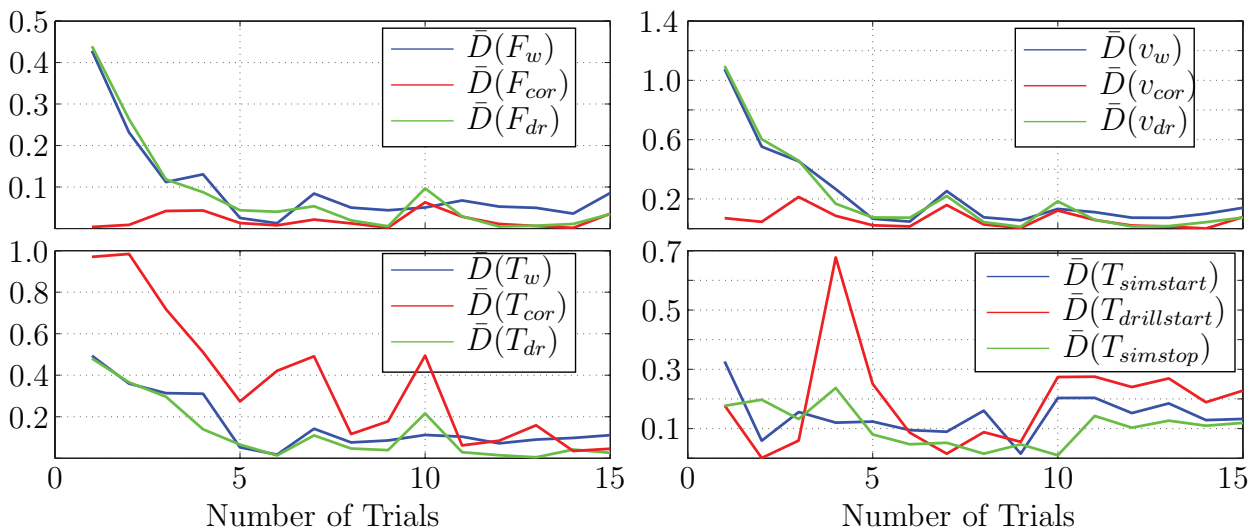 0.5
0.4
0.3
0.2
0.1
D̄(F_w)
D̄(F_cor)
D̄(F_dr)
1.4
1.0
0.6
0.2
D̄(v_w)
D̄(v_cor)
D̄(v_dr)
1.0
0.8
0.6
0.4
0.2
D̄(T_w)
D̄(T_cor)
D̄(T_dr)
0 5 10 15
Number of Trials
0.7
0.5
0.3
0.1
D̄(T_simstart)
D̄(T_drillstart)
D̄(T_simstop)
0 5 10 15
Number of Trials